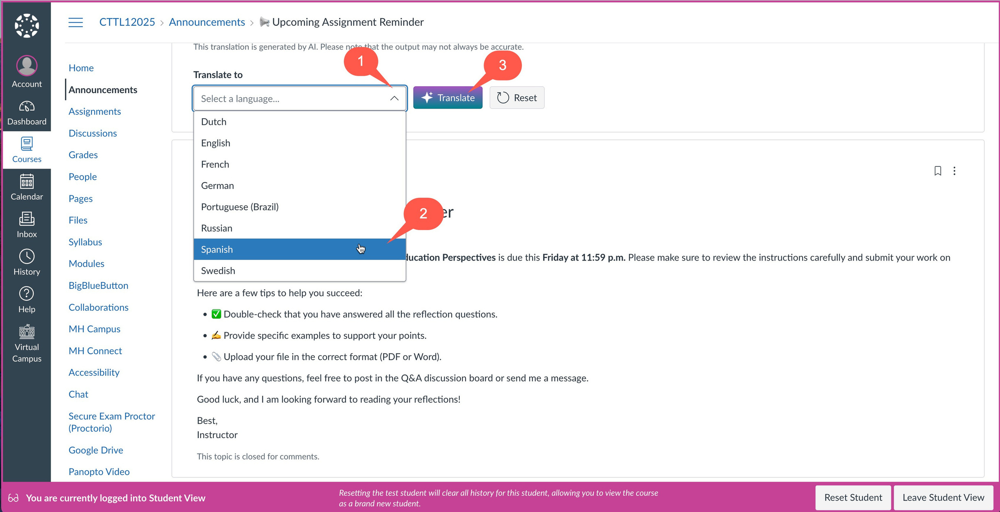 CTTL12025 > Announcements > Upcoming Assignment Reminder
Account
Dashboard
Courses
Calendar
Inbox
History
Help
Virtual
Campus
Home
Announcements
Assignments
Discussions
Grades
People
Pages
Files
Syllabus
Modules
BigBlueButton
Collaborations
MH Campus
MH Connect
Accessibility
Chat
Secure Exam Proctor
(Proctorio)
Google Drive
Panopto Video
This translation is generated by AI. Please note that the output may not always be accurate.
1
3
Translate to
Select a language...
Translate
Reset
Dutch
English
French
German
Portuguese (Brazil)
Russian
Spanish
Swedish
2
er
ducation Perspectives is due this Friday at 11:59 p.m. Please make sure to review the instructions carefully and submit your work on
Here are a few tips to help you succeed:
• ✅ Double-check that you have answered all the reflection questions.
• ✍️ Provide specific examples to support your points.
• 📎 Upload your file in the correct format (PDF or Word).
If you have any questions, feel free to post in the Q&A discussion board or send me a message.
Good luck, and I am looking forward to reading your reflections!
Best,
Instructor
This topic is closed for comments.
You are currently logged into Student View
Resetting the test student will clear all history for this student, allowing you to view the course
as a brand new student.
Reset Student
Leave Student View